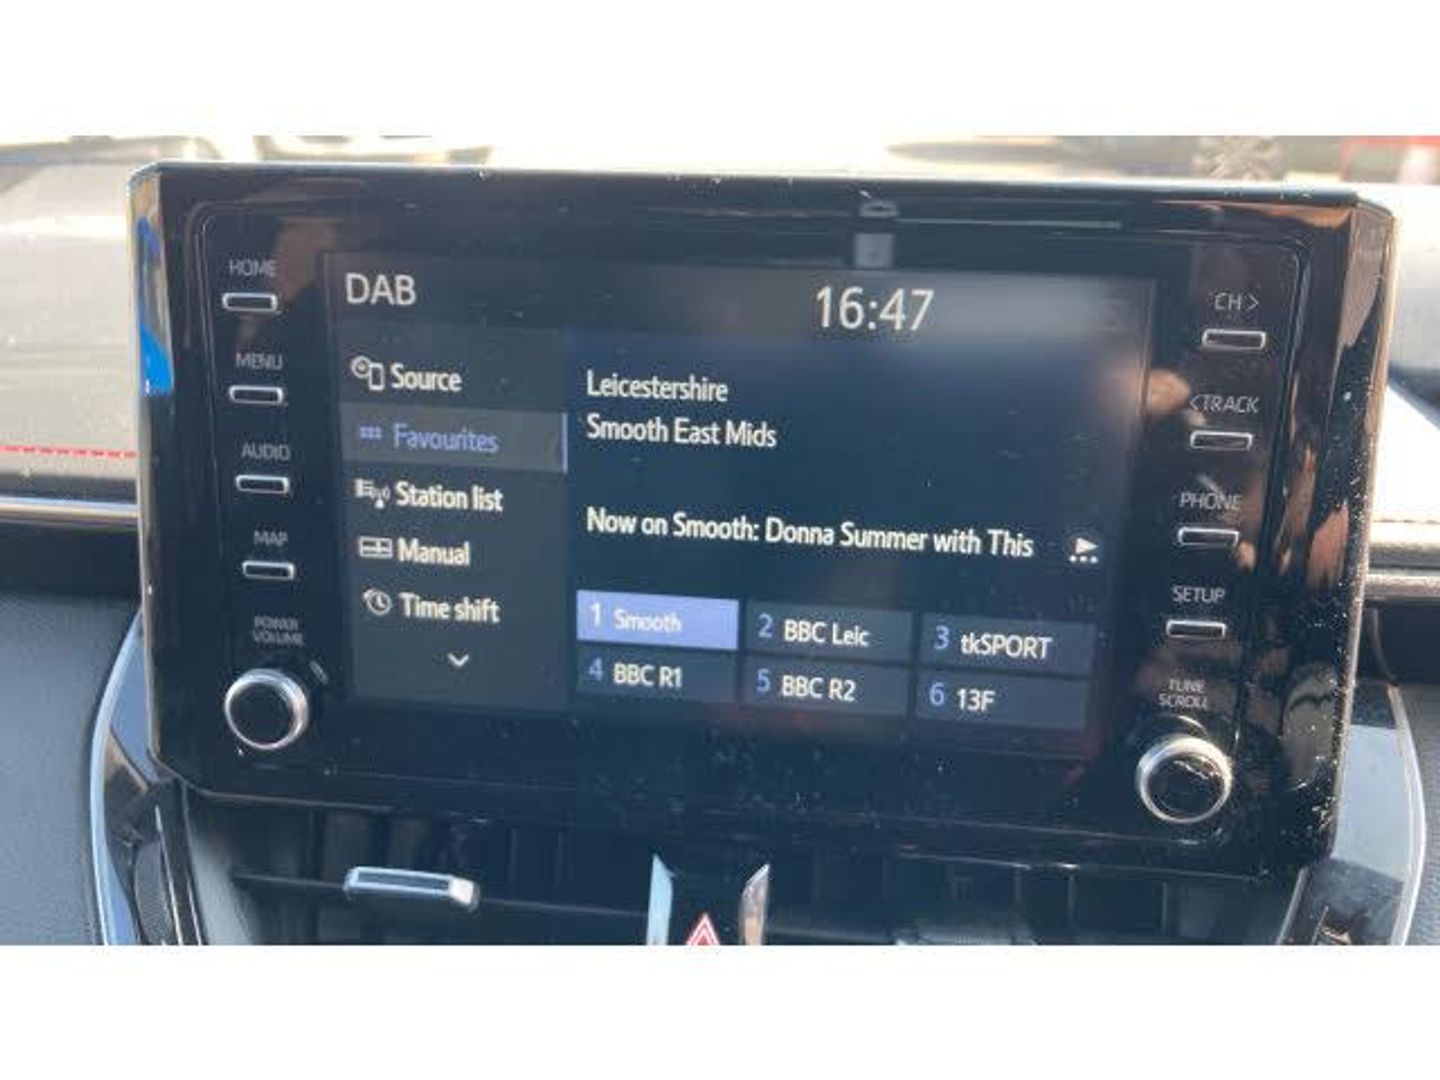 HOME
MENU
AUDIO
MAP
POWER
VOLUME
DAB
16:47
Source
Favourites
Station list
Manual
Time shift
Leicestershire
Smooth East Mids
Now on Smooth: Donna Summer with This
1 Smooth
2 BBC Leic
3 tkSPORT
4 BBC R1
5 BBC R2
6 13F
CH >
< TRACK
PHONE
SETUP
TUNE
SCROLL